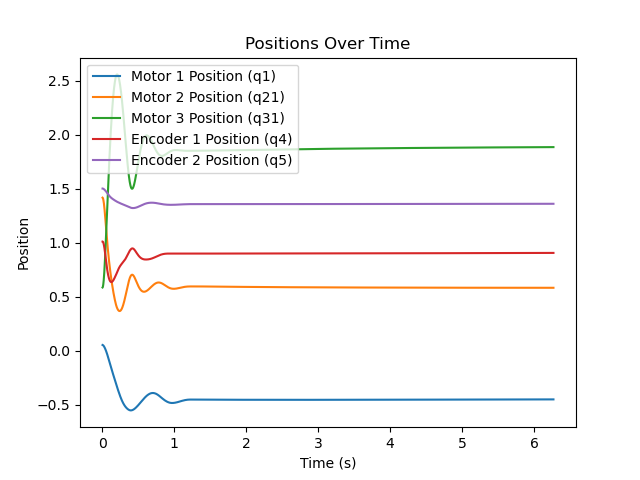 Positions Over Time
Motor 1 Position (q1)
Motor 2 Position (q21)
Motor 3 Position (q31)
Encoder 1 Position (q4)
Encoder 2 Position (q5)
2.5
2.0
1.5
1.0
0.5
0.0
−0.5
Position
0 1 2 3 4 5 6
Time (s)